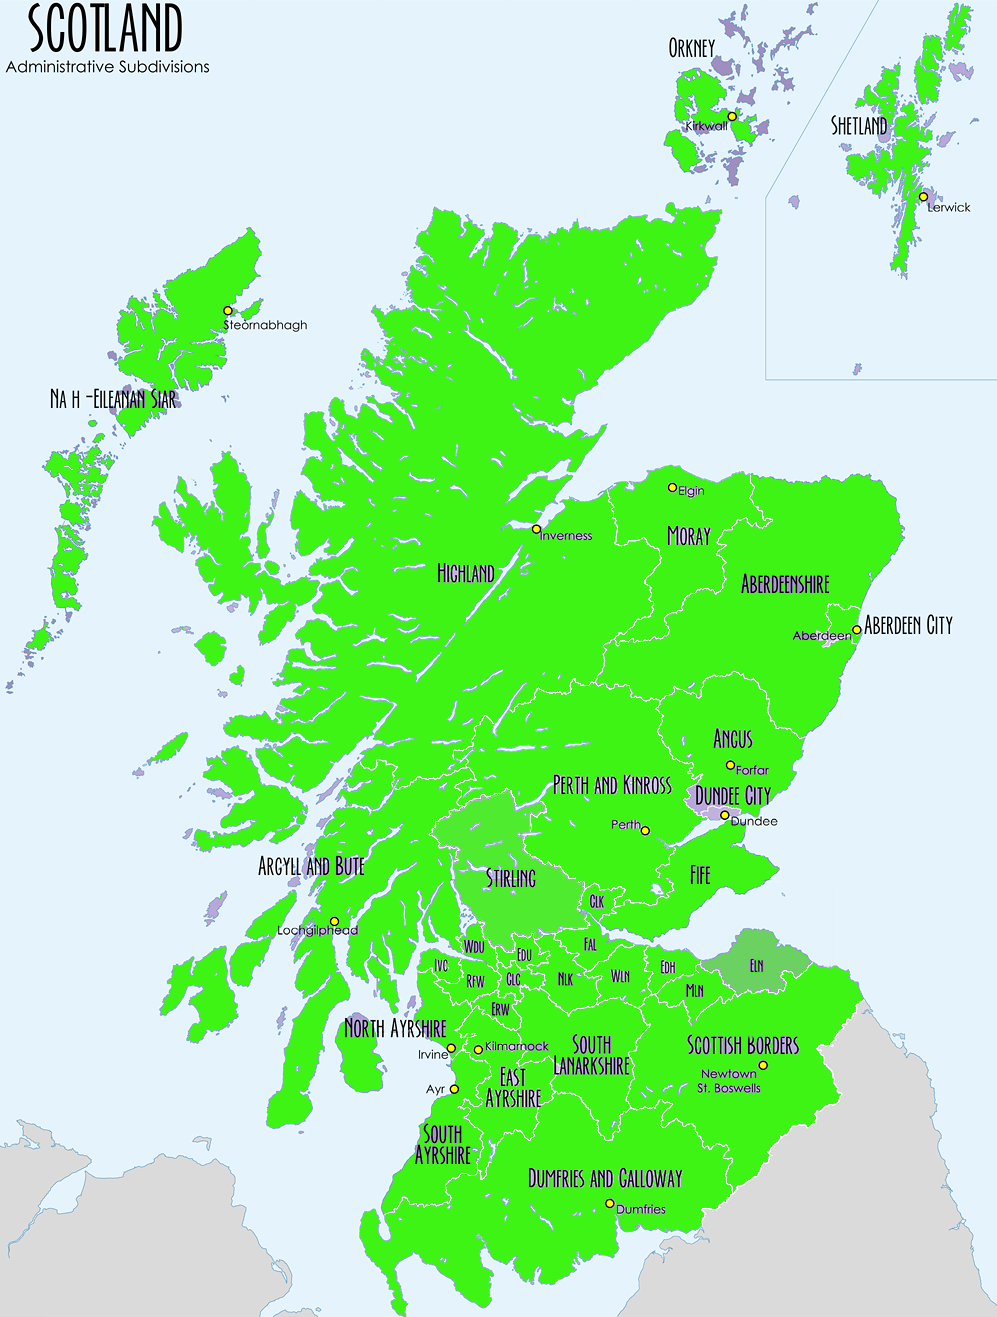 SCOTLAND
Administrative Subdivisions
ORKNEY
Kirkwall
SHETLAND
Lerwick
Steòrnabhagh
NA H -EILEANAN SIAR
Elgin
Inverness
MORAY
HIGHLAND
ABERDEENSHIRE
Aberdeen
ABERDEEN CITY
ANGUS
Forfar
PERTH AND KINROSS
DUNDEE CITY
Perth
Dundee
ARGYLL AND BUTE
STIRLING
FIFE
CLK
Lochgilphead
WDU
EDU
FAL
IVC
RFW
GLG
NLK
WLN
EDH
ELN
MLN
ERW
NORTH AYRSHIRE
Irvine
Kilmarnock
SOUTH
LANARKSHIRE
SCOTTISH BORDERS
Newtown
St. Boswells
Ayr
EAST
AYRSHIRE
SOUTH
AYRSHIRE
DUMFRIES AND GALLOWAY
Dumfries